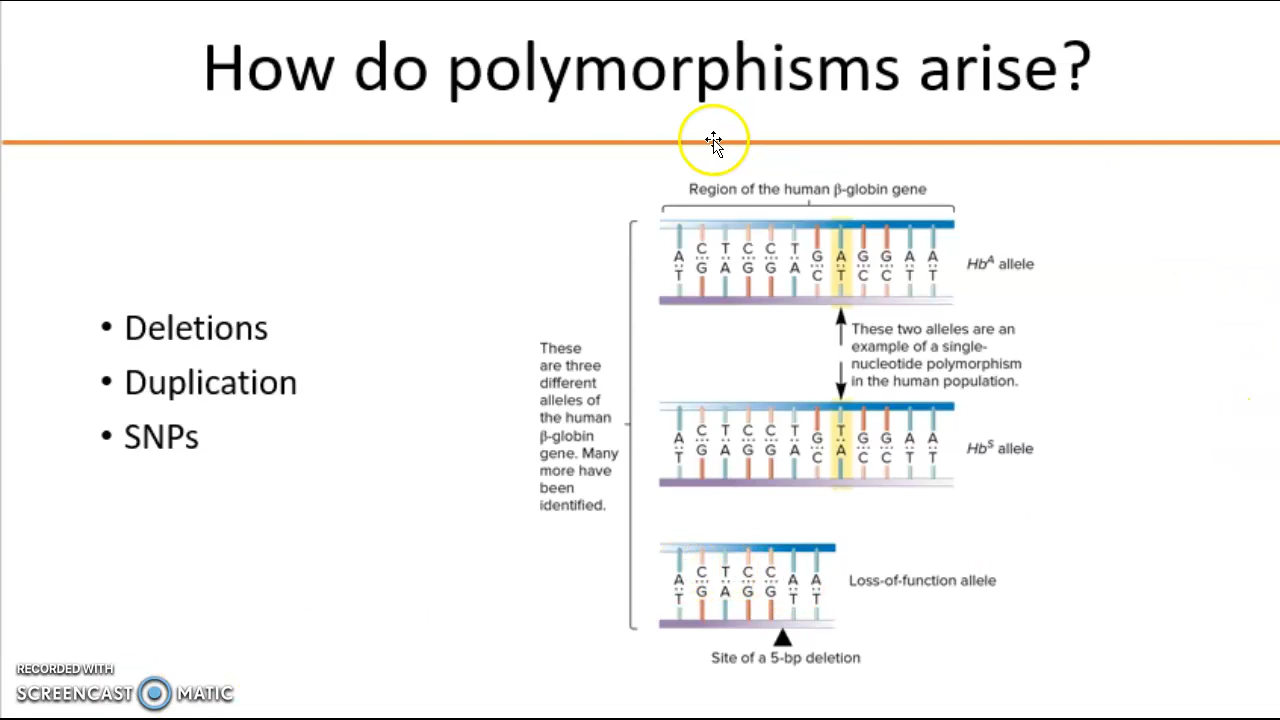 How do polymorphisms arise?
• Deletions
• Duplication
• SNPs
These
are three
different
alleles of
the human
β-globin
gene. Many
more have
been
identified.
Region of the human β-globin gene
A C T C C T G A G G A A
T G A G G A C T C C T T
HbA allele
These two alleles are an
example of a single-
nucleotide polymorphism
in the human population.
A C T C C T G T G G A A
T G A G G A C A C C T T
HbS allele
A C T C C A A
T G A G G T T
Loss-of-function allele
Site of a 5-bp deletion
RECORDED WITH
SCREENCAST MATIC